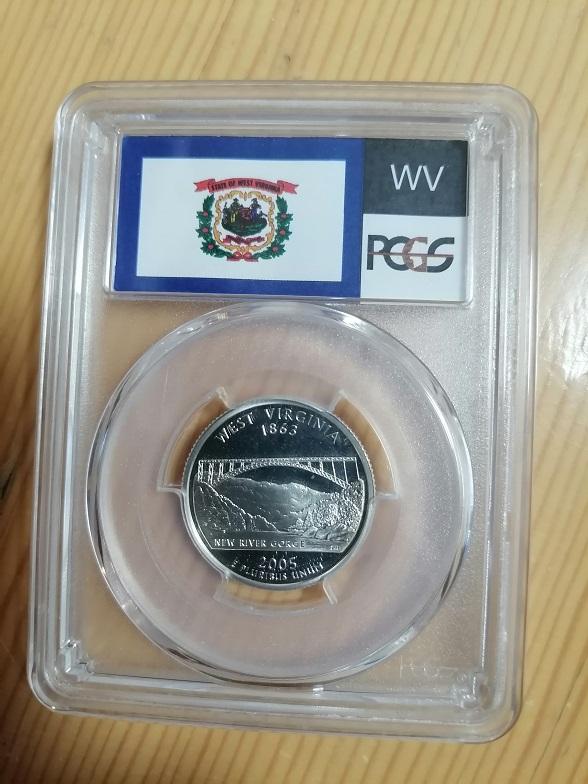 STATE OF WEST VIRGINIA
WV
PCGS
WEST VIRGINIA
1863
NEW RIVER GORGE
2005
E PLURIBUS UNUM